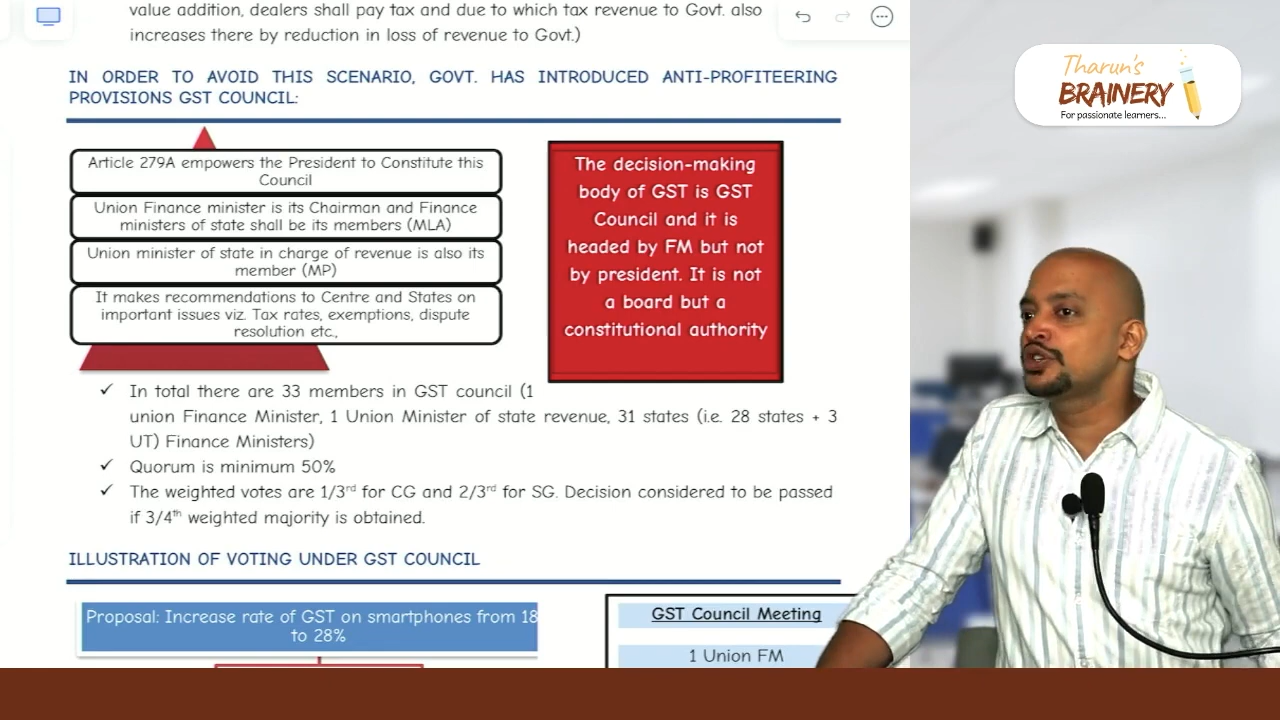 value addition, dealers shall pay tax and due to which tax revenue to Govt. also
increases there by reduction in loss of revenue to Govt.)
IN ORDER TO AVOID THIS SCENARIO, GOVT. HAS INTRODUCED ANTI-PROFITEERING
PROVISIONS GST COUNCIL:
Article 279A empowers the President to Constitute this
Council
Union Finance minister is its Chairman and Finance
ministers of state shall be its members (MLA)
Union minister of state in charge of revenue is also its
member (MP)
It makes recommendations to Centre and States on
important issues viz. Tax rates, exemptions, dispute
resolution etc.,
The decision-making
body of GST is GST
Council and it is
headed by FM but not
by president. It is not
a board but a
constitutional authority
✓ In total there are 33 members in GST council (1
union Finance Minister, 1 Union Minister of state revenue, 31 states (i.e. 28 states + 3
UT) Finance Ministers)
✓ Quorum is minimum 50%
✓ The weighted votes are 1/3rd for CG and 2/3rd for SG. Decision considered to be passed
if 3/4th weighted majority is obtained.
ILLUSTRATION OF VOTING UNDER GST COUNCIL
Proposal: Increase rate of GST on smartphones from 18
to 28%
GST Council Meeting
1 Union FM
Tharun's
BRAINERY
For passionate learners...